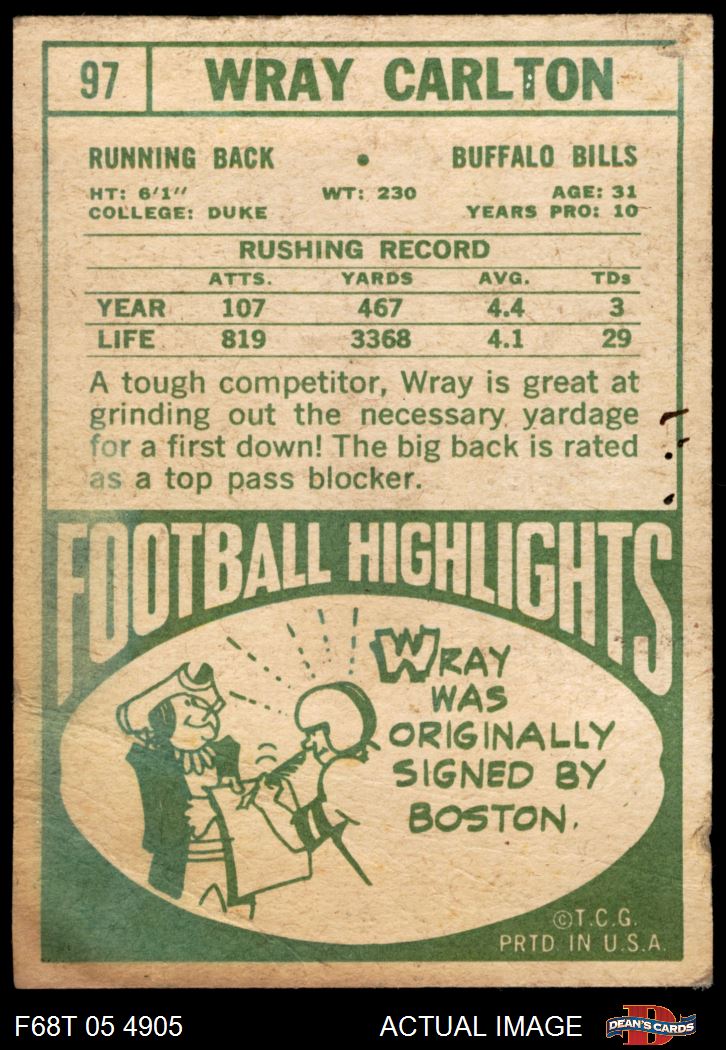 97 WRAY CARLTON
RUNNING BACK • BUFFALO BILLS
HT: 6'1" WT: 230 AGE: 31
COLLEGE: DUKE YEARS PRO: 10
RUSHING RECORD
ATTS. YARDS AVG. TDs
YEAR 107 467 4.4 3
LIFE 819 3368 4.1 29
A tough competitor, Wray is great at
grinding out the necessary yardage
for a first down! The big back is rated
as a top pass blocker.
FOOTBALL HIGHLIGHTS
WRAY
WAS
ORIGINALLY
SIGNED BY
BOSTON.
©T.C.G.
PRTD IN U.S.A.
F68T 05 4905 ACTUAL IMAGE D DEAN'S CARDS